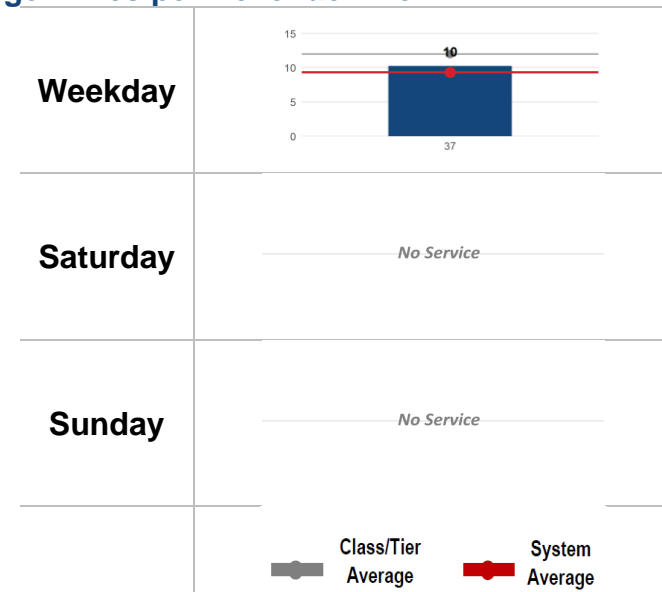 Weekday
15
10
5
0
10
37
Saturday
No Service
Sunday
No Service
Class/Tier
Average
System
Average